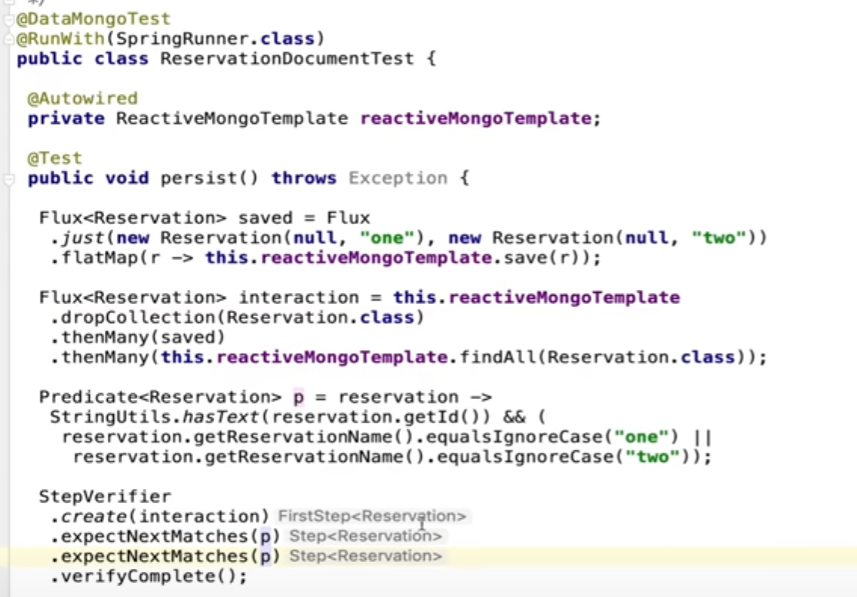 */
@DataMongoTest
@RunWith(SpringRunner.class)
public class ReservationDocumentTest {
@Autowired
private ReactiveMongoTemplate reactiveMongoTemplate;
@Test
public void persist() throws Exception {
Flux<Reservation> saved = Flux
.just(new Reservation(null, "one"), new Reservation(null, "two"))
.flatMap(r -> this.reactiveMongoTemplate.save(r));
Flux<Reservation> interaction = this.reactiveMongoTemplate
.dropCollection(Reservation.class)
.thenMany(saved)
.thenMany(this.reactiveMongoTemplate.findAll(Reservation.class));
Predicate<Reservation> p = reservation ->
StringUtils.hasText(reservation.getId()) && (
reservation.getReservationName().equalsIgnoreCase("one") ||
reservation.getReservationName().equalsIgnoreCase("two"));
StepVerifier
.create(interaction) FirstStep<Reservation>
.expectNextMatches(p) Step<Reservation>
.expectNextMatches(p) Step<Reservation>
.verifyComplete();